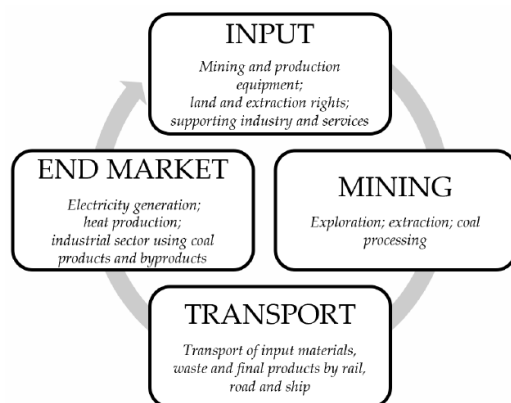 INPUT
Mining and production
equipment;
land and extraction rights;
supporting industry and services
END MARKET
Electricity generation;
heat production;
industrial sector using coal
products and byproducts
MINING
Exploration; extraction; coal
processing
TRANSPORT
Transport of input materials,
waste and final products by rail,
road and ship